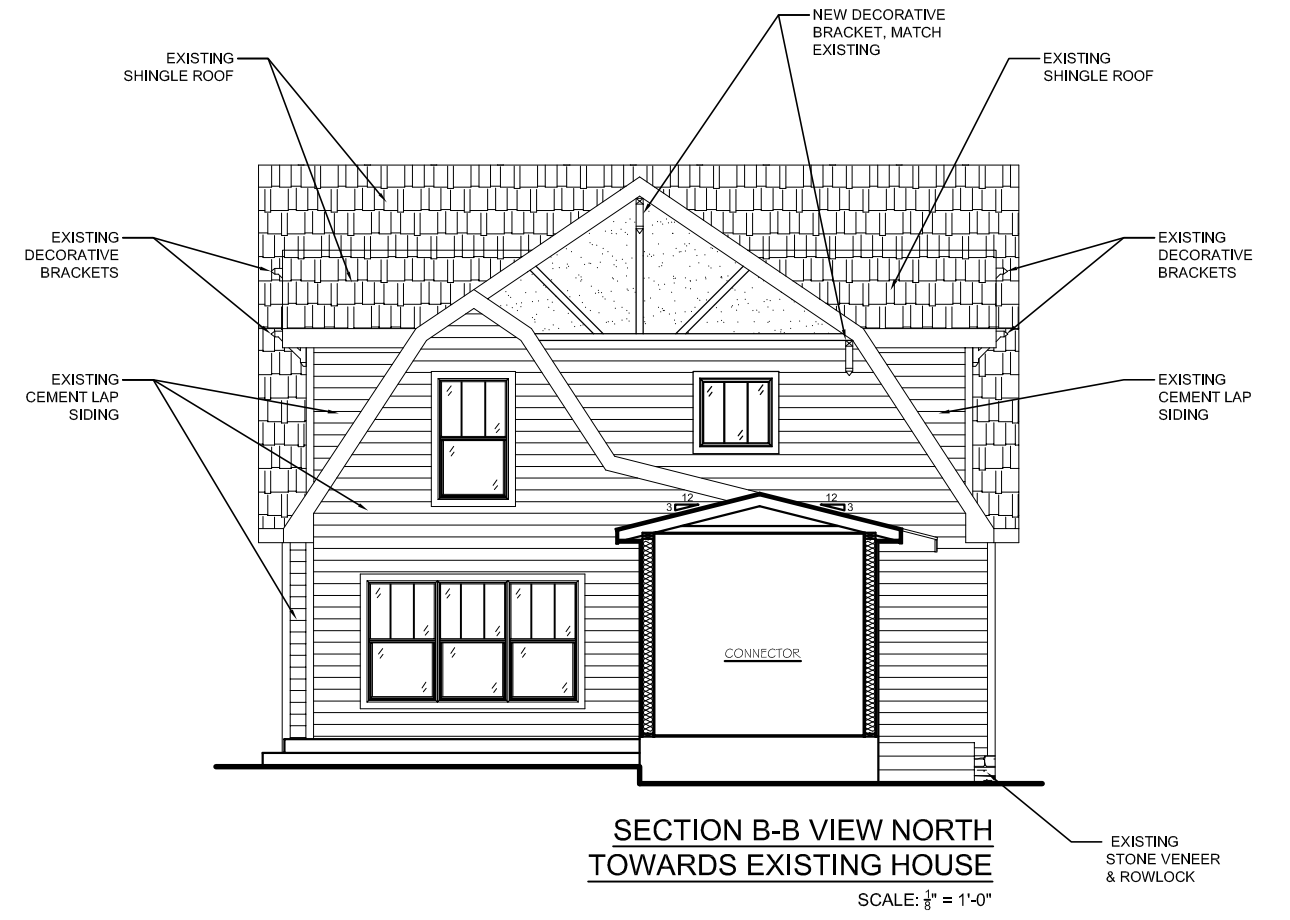 NEW DECORATIVE
BRACKET, MATCH
EXISTING
EXISTING
SHINGLE ROOF
EXISTING
SHINGLE ROOF
EXISTING
DECORATIVE
BRACKETS
EXISTING
DECORATIVE
BRACKETS
EXISTING
CEMENT LAP
SIDING
EXISTING
CEMENT LAP
SIDING
12
3
12
3
CONNECTOR
SECTION B-B VIEW NORTH
TOWARDS EXISTING HOUSE
SCALE: 1/8" = 1'-0"
EXISTING
STONE VENEER
& ROWLOCK